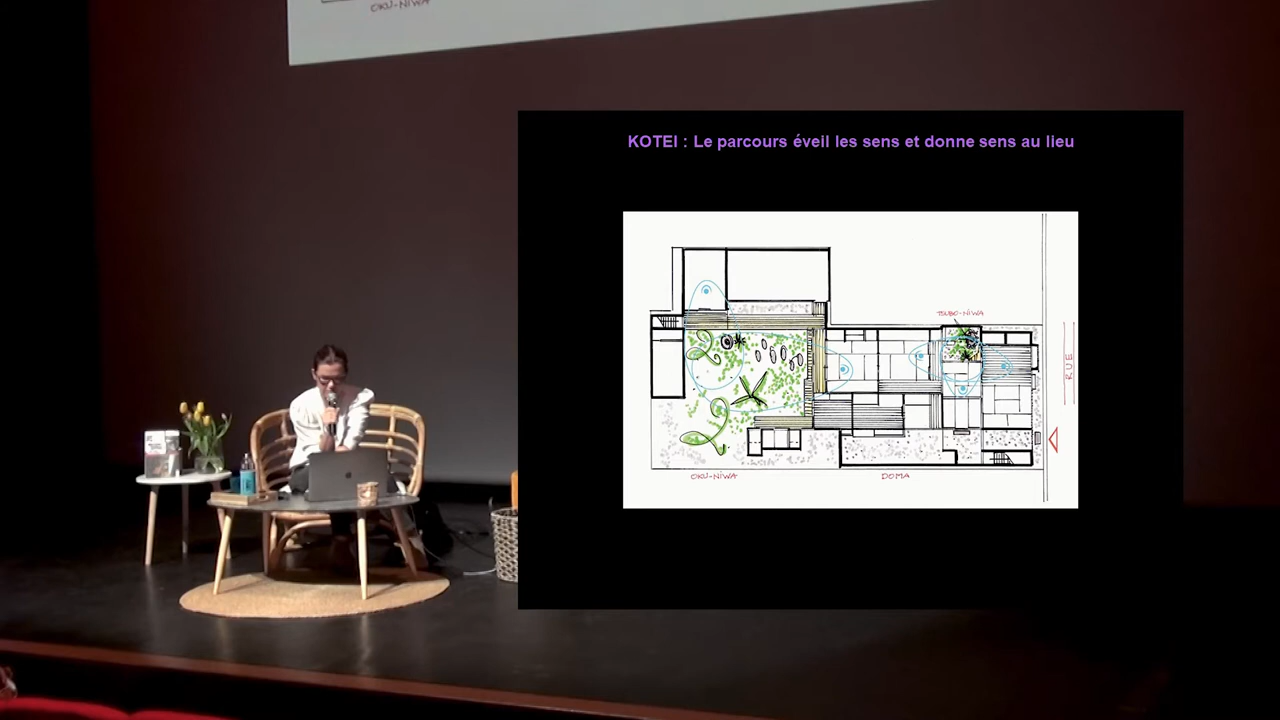 OKU-NIWA
KOTEI : Le parcours éveil les sens et donne sens au lieu
TSUBO-NIWA
RUE
OKU-NIWA
DOMA